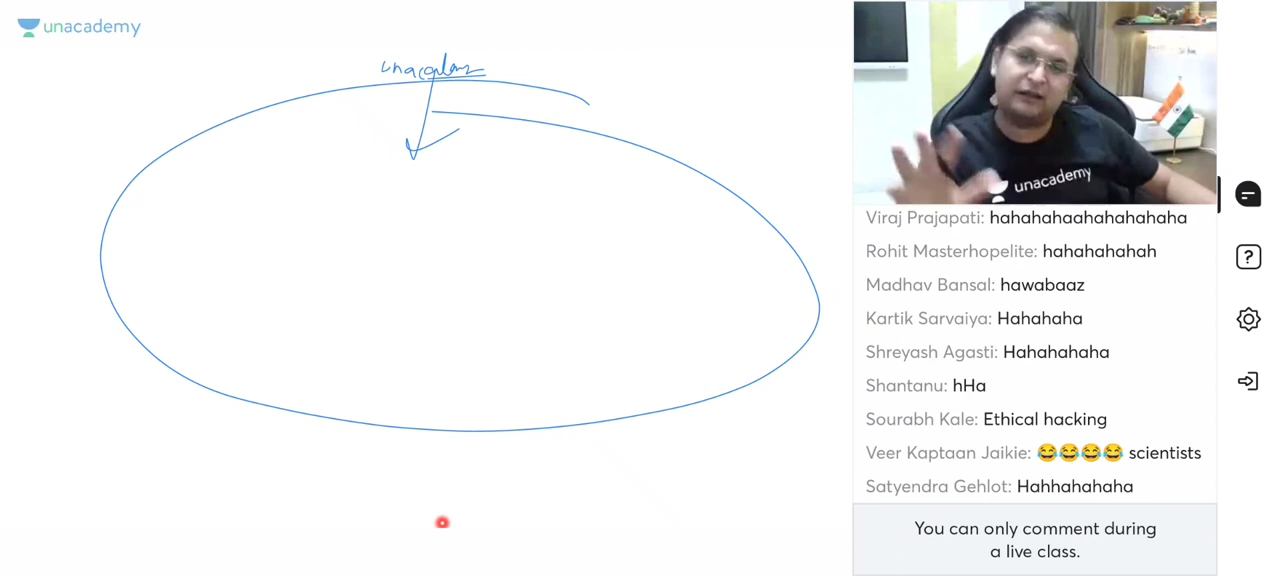 unacademy
unacademy
unacademy
Viraj Prajapati: hahahahaahahahahaha
Rohit Masterhopelite: hahahahahah
Madhav Bansal: hawabaaz
Kartik Sarvaiya: Hahahaha
Shreyash Agasti: Hahahahaha
Shantanu: hHa
Sourabh Kale: Ethical hacking
Veer Kaptaan Jaikie: 😂😂😂😂 scientists
Satyendra Gehlot: Hahhahahaha
You can only comment during
a live class.